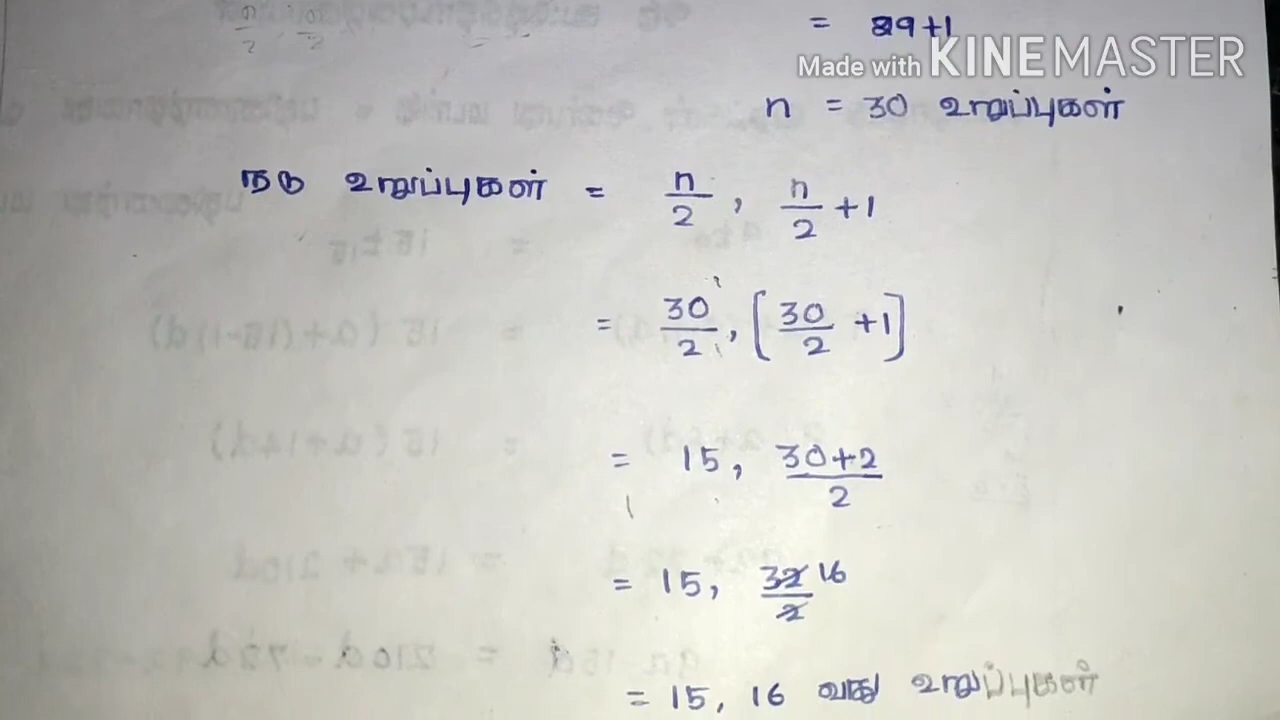 = 29+1
Made with KINEMASTER
n = 30 உறுப்புகள்
நடு உறுப்புகள் = n/2, n/2 +1
= 30/2, [30/2 +1]
= 15, 30+2/2
= 15, 32/2 16
= 15, 16 வது உறுப்புகள்